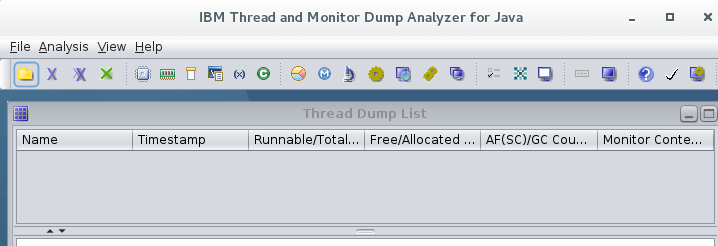 IBM Thread and Monitor Dump Analyzer for Java
File Analysis View Help
Thread Dump List
Name Timestamp Runnable/Total... Free/Allocated ... AF(SC)/GC Cou... Monitor Conte...